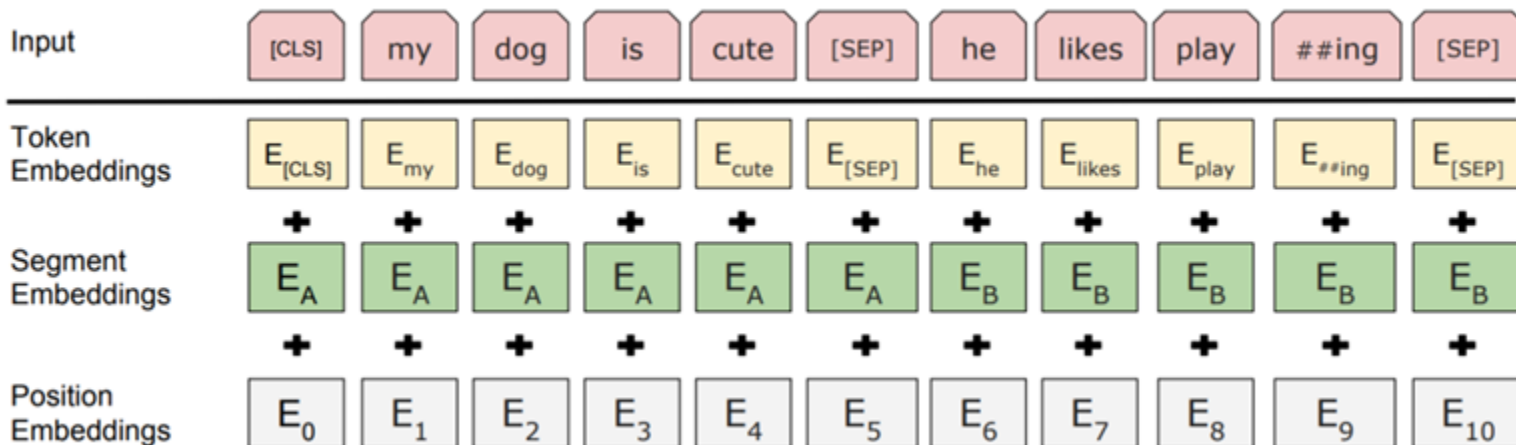 Input [CLS] my dog is cute [SEP] he likes play ##ing [SEP]
Token
Embeddings
E[CLS] Emy Edog Eis Ecute E[SEP] Ehe Elikes Eplay E##ing E[SEP]
+ + + + + + + + + + +
Segment
Embeddings
EA EA EA EA EA EA EB EB EB EB EB
+ + + + + + + + + + +
Position
Embeddings
E0 E1 E2 E3 E4 E5 E6 E7 E8 E9 E10